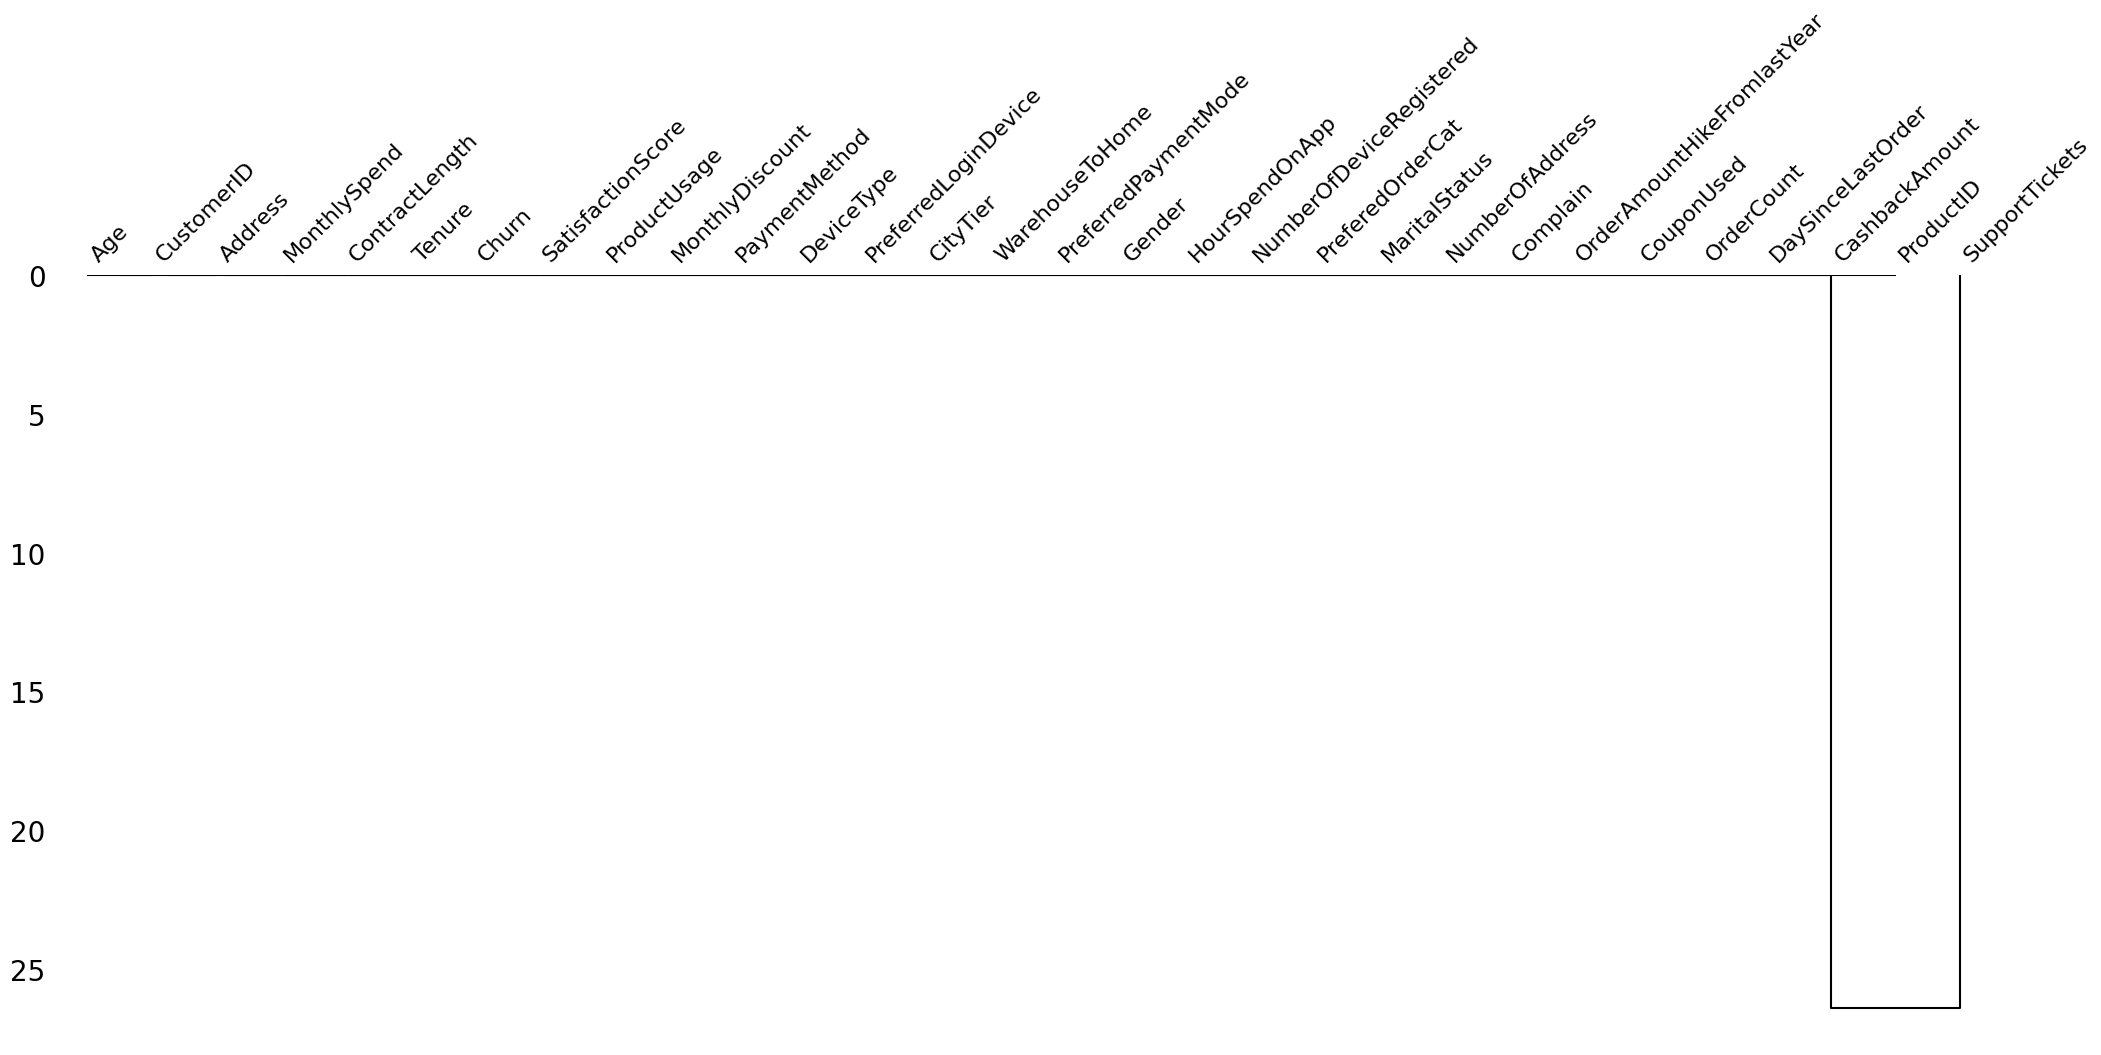 Age
CustomerID
Address
MonthlySpend
ContractLength
Tenure
Churn
SatisfactionScore
ProductUsage
MonthlyDiscount
PaymentMethod
DeviceType
PreferredLoginDevice
CityTier
WarehouseToHome
PreferredPaymentMode
Gender
HourSpendOnApp
NumberOfDeviceRegistered
PreferedOrderCat
MaritalStatus
NumberOfAddress
Complain
OrderAmountHikeFromlastYear
CouponUsed
OrderCount
DaySinceLastOrder
CashbackAmount
ProductID
SupportTickets
0
5
10
15
20
25